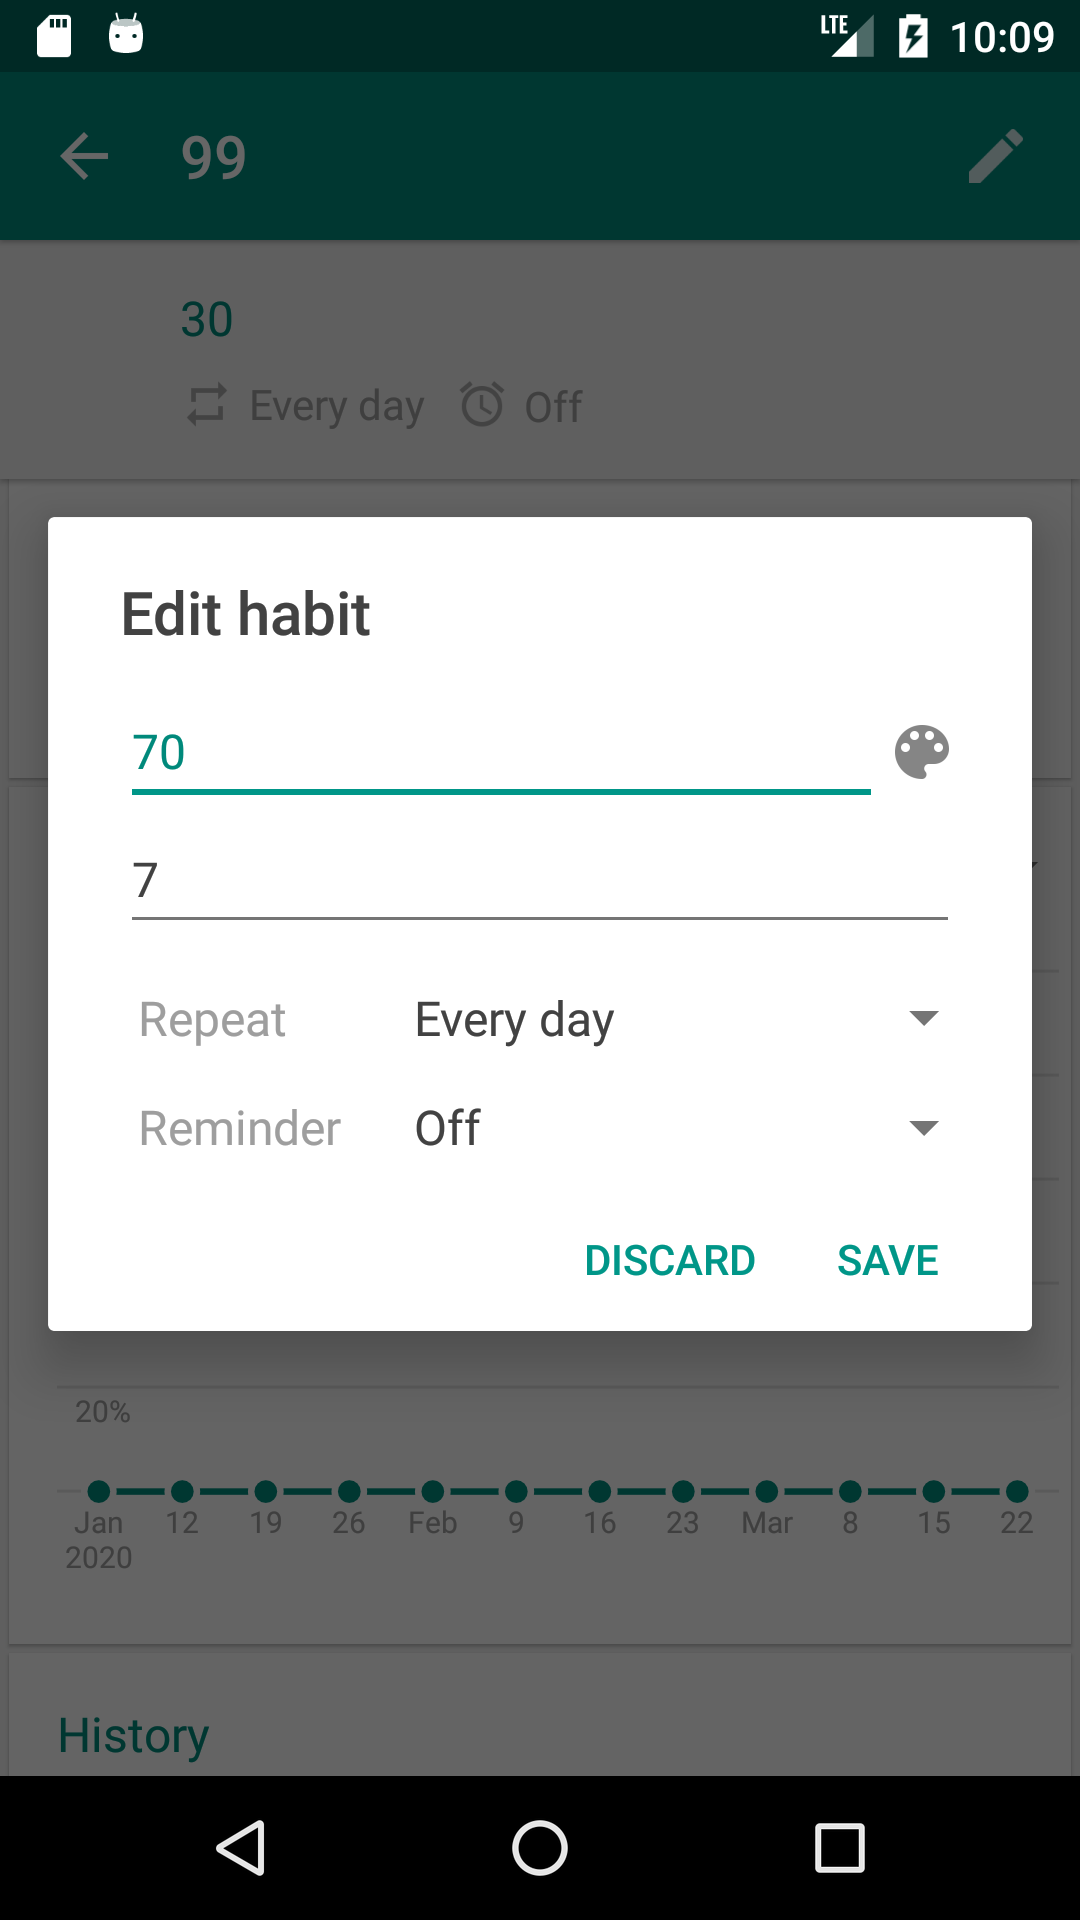 LTE 10:09
99
30
Every day Off
Edit habit
70
7
Repeat Every day
Reminder Off
DISCARD SAVE
20%
Jan 12 19 26 Feb 9 16 23 Mar 8 15 22
2020
History